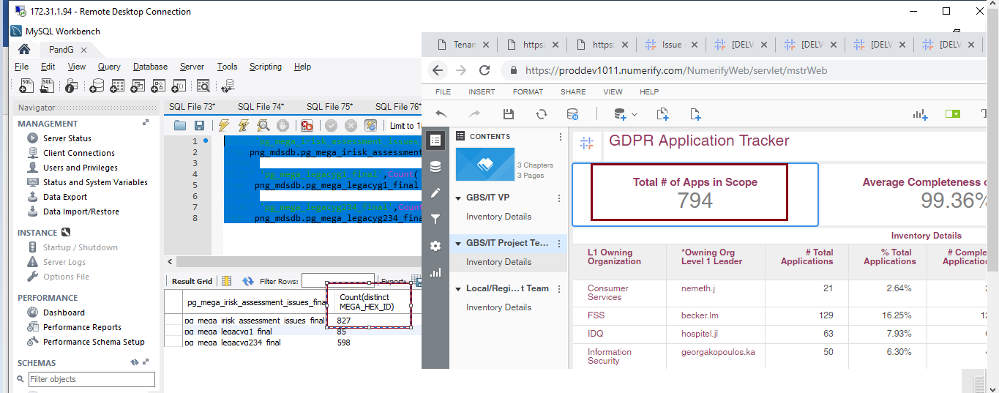 172.31.1.94 - Remote Desktop Connection
MySQL Workbench
PandG
File Edit View Query Database Server Tools Scripting Help
Navigator
MANAGEMENT
Server Status
Client Connections
Users and Privileges
Status and System Variables
Data Export
Data Import/Restore
INSTANCE
Startup / Shutdown
Server Logs
Options File
PERFORMANCE
Dashboard
Performance Reports
Performance Schema Setup
SCHEMAS
Filter objects
SQL File 73* SQL File 74* SQL File 75* SQL File 76*
Limit to 10
1 'pg_mega_irisk_assessment_issues
2 png_mdsdb.pg_mega_irisk_assessment
3
4 'pg_mega_legacyg1_final',Count(
5 png_mdsdb.pg_mega_legacyg1_final
6
7 'pg_mega_legacyg234_final',Coun
8 png_mdsdb.pg_mega_legacyg234_fina
Result Grid Filter Rows: Export:
pg_mega_irisk_assessment_issues_final Count(distinct MEGA_HEX_ID)
pg_mega_irisk_assessment_issues_final 827
pg_mega_legacyg1_final 85
pg_mega_legacyg234_final 598
Tenan https: https: Issue [DELV [DELV [DELV [DELV
https://proddev1011.numerify.com/NumerifyWeb/servlet/mstrWeb
FILE INSERT FORMAT SHARE VIEW HELP
CONTENTS
3 Chapters
3 Pages
GBS/IT VP
Inventory Details
GBS/IT Project Te...
Inventory Details
Local/Regi... t Team
Inventory Details
GDPR Application Tracker
Total # of Apps in Scope
794
Average Completeness o
99.36%
Inventory Details
L1 Owning Organization *Owning Org Level 1 Leader # Total Applications % Total Applications # Comple Application
Consumer Services nemeth.j 21 2.64% 2
FSS becker.lm 129 16.25% 12
IDQ hospitel.jl 63 7.93% 6
Information Security georgakopoulos.ka 50 6.30% 4